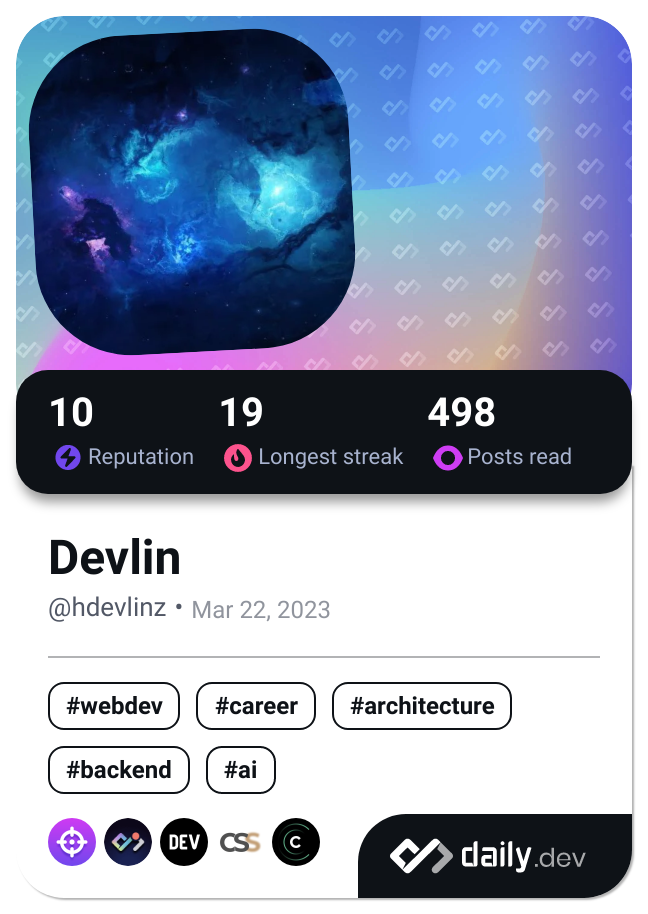 10 19 498
Reputation Longest streak Posts read
Devlin
@hdevlinz • Mar 22, 2023
#webdev #career #architecture
#backend #ai
DEV CSS C
daily.dev